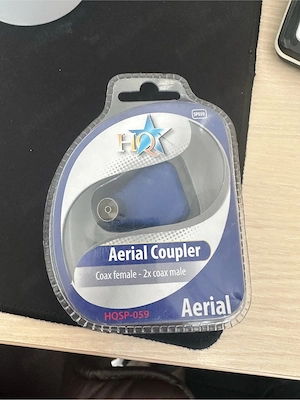 HQ
Aerial Coupler
Coax female - 2x coax male
HQSP-059
Aerial